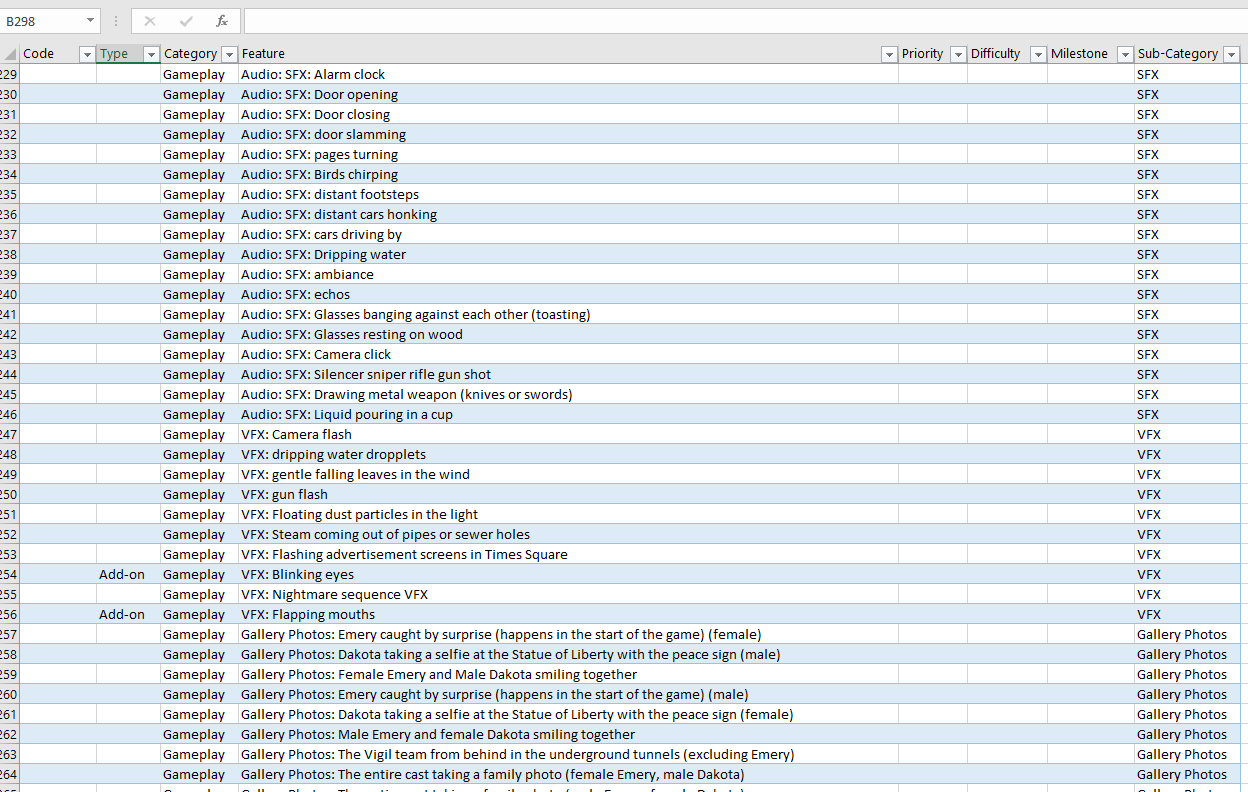 B298 fx
Code Type Category Feature Priority Difficulty Milestone Sub-Category
229 Gameplay Audio: SFX: Alarm clock SFX
230 Gameplay Audio: SFX: Door opening SFX
231 Gameplay Audio: SFX: Door closing SFX
232 Gameplay Audio: SFX: door slamming SFX
233 Gameplay Audio: SFX: pages turning SFX
234 Gameplay Audio: SFX: Birds chirping SFX
235 Gameplay Audio: SFX: distant footsteps SFX
236 Gameplay Audio: SFX: distant cars honking SFX
237 Gameplay Audio: SFX: cars driving by SFX
238 Gameplay Audio: SFX: Dripping water SFX
239 Gameplay Audio: SFX: ambiance SFX
240 Gameplay Audio: SFX: echos SFX
241 Gameplay Audio: SFX: Glasses banging against each other (toasting) SFX
242 Gameplay Audio: SFX: Glasses resting on wood SFX
243 Gameplay Audio: SFX: Camera click SFX
244 Gameplay Audio: SFX: Silencer sniper rifle gun shot SFX
245 Gameplay Audio: SFX: Drawing metal weapon (knives or swords) SFX
246 Gameplay Audio: SFX: Liquid pouring in a cup SFX
247 Gameplay VFX: Camera flash VFX
248 Gameplay VFX: dripping water dropplets VFX
249 Gameplay VFX: gentle falling leaves in the wind VFX
250 Gameplay VFX: gun flash VFX
251 Gameplay VFX: Floating dust particles in the light VFX
252 Gameplay VFX: Steam coming out of pipes or sewer holes VFX
253 Gameplay VFX: Flashing advertisement screens in Times Square VFX
254 Add-on Gameplay VFX: Blinking eyes VFX
255 Gameplay VFX: Nightmare sequence VFX VFX
256 Add-on Gameplay VFX: Flapping mouths VFX
257 Gameplay Gallery Photos: Emery caught by surprise (happens in the start of the game) (female) Gallery Photos
258 Gameplay Gallery Photos: Dakota taking a selfie at the Statue of Liberty with the peace sign (male) Gallery Photos
259 Gameplay Gallery Photos: Female Emery and Male Dakota smiling together Gallery Photos
260 Gameplay Gallery Photos: Emery caught by surprise (happens in the start of the game) (male) Gallery Photos
261 Gameplay Gallery Photos: Dakota taking a selfie at the Statue of Liberty with the peace sign (female) Gallery Photos
262 Gameplay Gallery Photos: Male Emery and female Dakota smiling together Gallery Photos
263 Gameplay Gallery Photos: The Vigil team from behind in the underground tunnels (excluding Emery) Gallery Photos
264 Gameplay Gallery Photos: The entire cast taking a family photo (female Emery, male Dakota) Gallery Photos